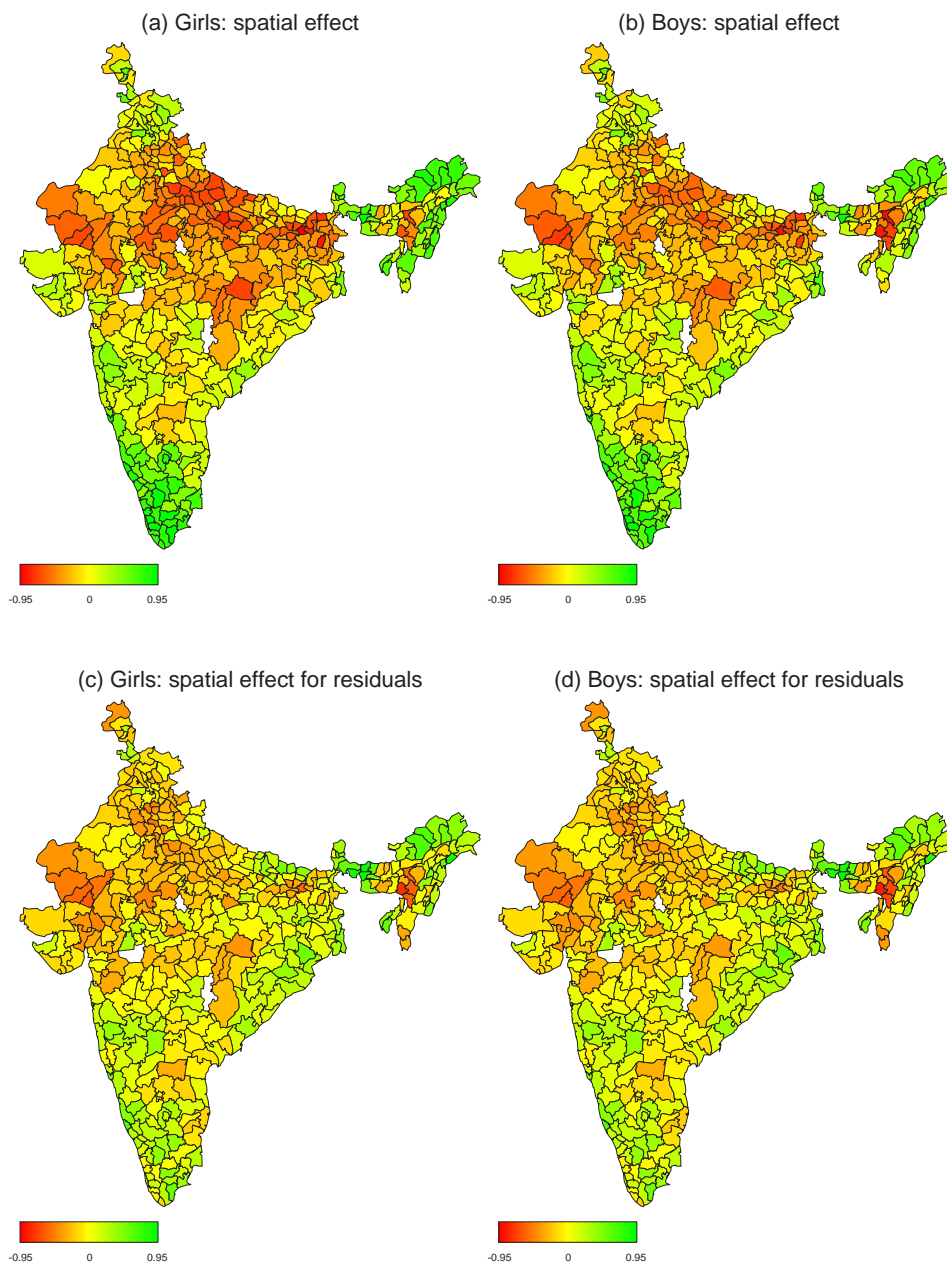 (a) Girls: spatial effect
(b) Boys: spatial effect
-0.95 0 0.95
-0.95 0 0.95
(c) Girls: spatial effect for residuals
(d) Boys: spatial effect for residuals
-0.95 0 0.95
-0.95 0 0.95